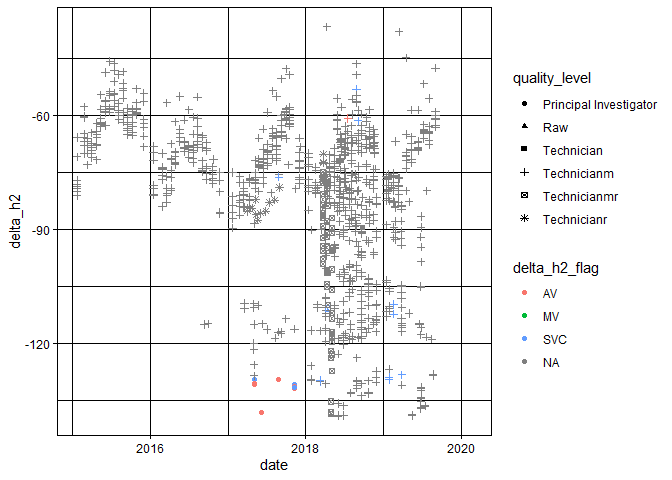 quality_level
Principal Investigator
Raw
Technician
Technicianm
Technicianmr
Technicianr
delta_h2_flag
AV
MV
SVC
NA
delta_h2
-60
-90
-120
2016
2018
2020
date